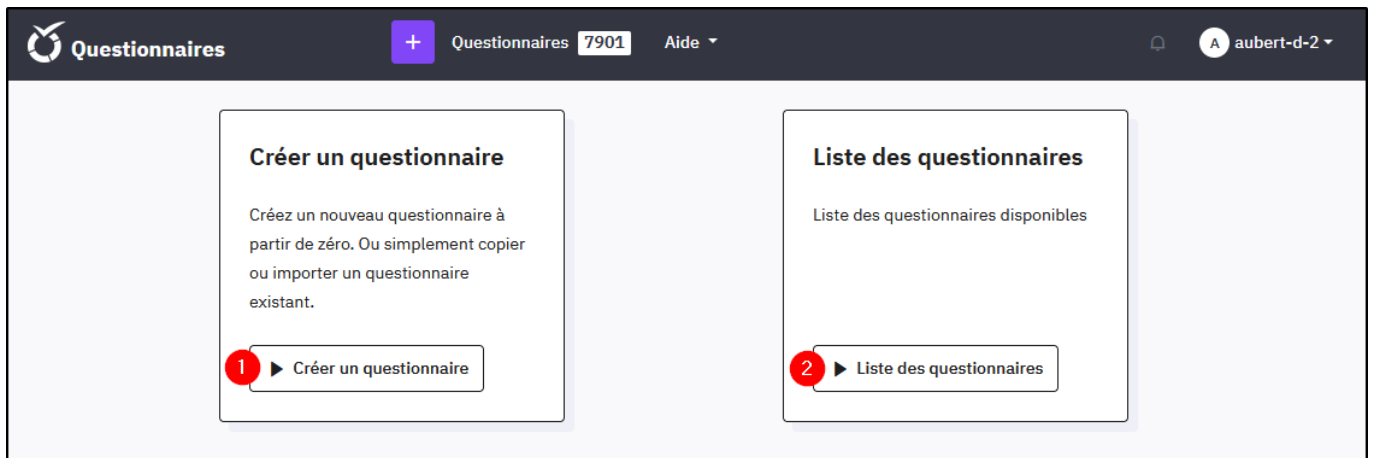 Questionnaires + Questionnaires 7901 Aide A aubert-d-2
Créer un questionnaire
Créez un nouveau questionnaire à
partir de zéro. Ou simplement copier
ou importer un questionnaire
existant.
1 Créer un questionnaire
Liste des questionnaires
Liste des questionnaires disponibles
2 Liste des questionnaires